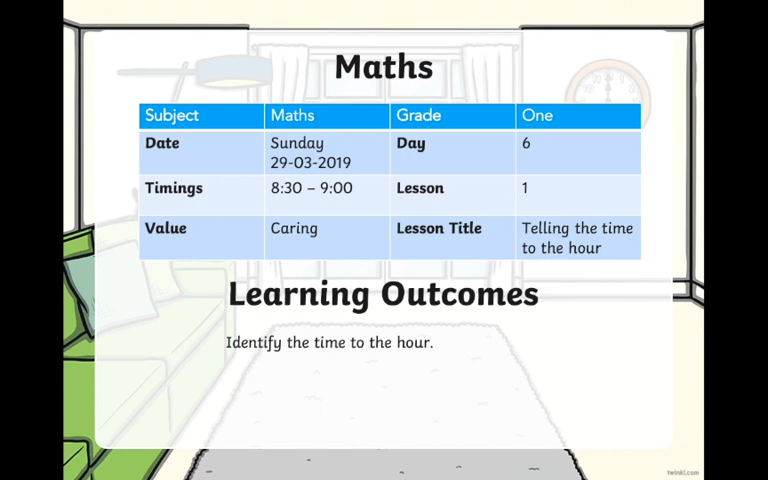 Maths
Subject Maths Grade One
Date Sunday 29-03-2019 Day 6
Timings 8:30 – 9:00 Lesson 1
Value Caring Lesson Title Telling the time to the hour
Learning Outcomes
Identify the time to the hour.
twinkl.com